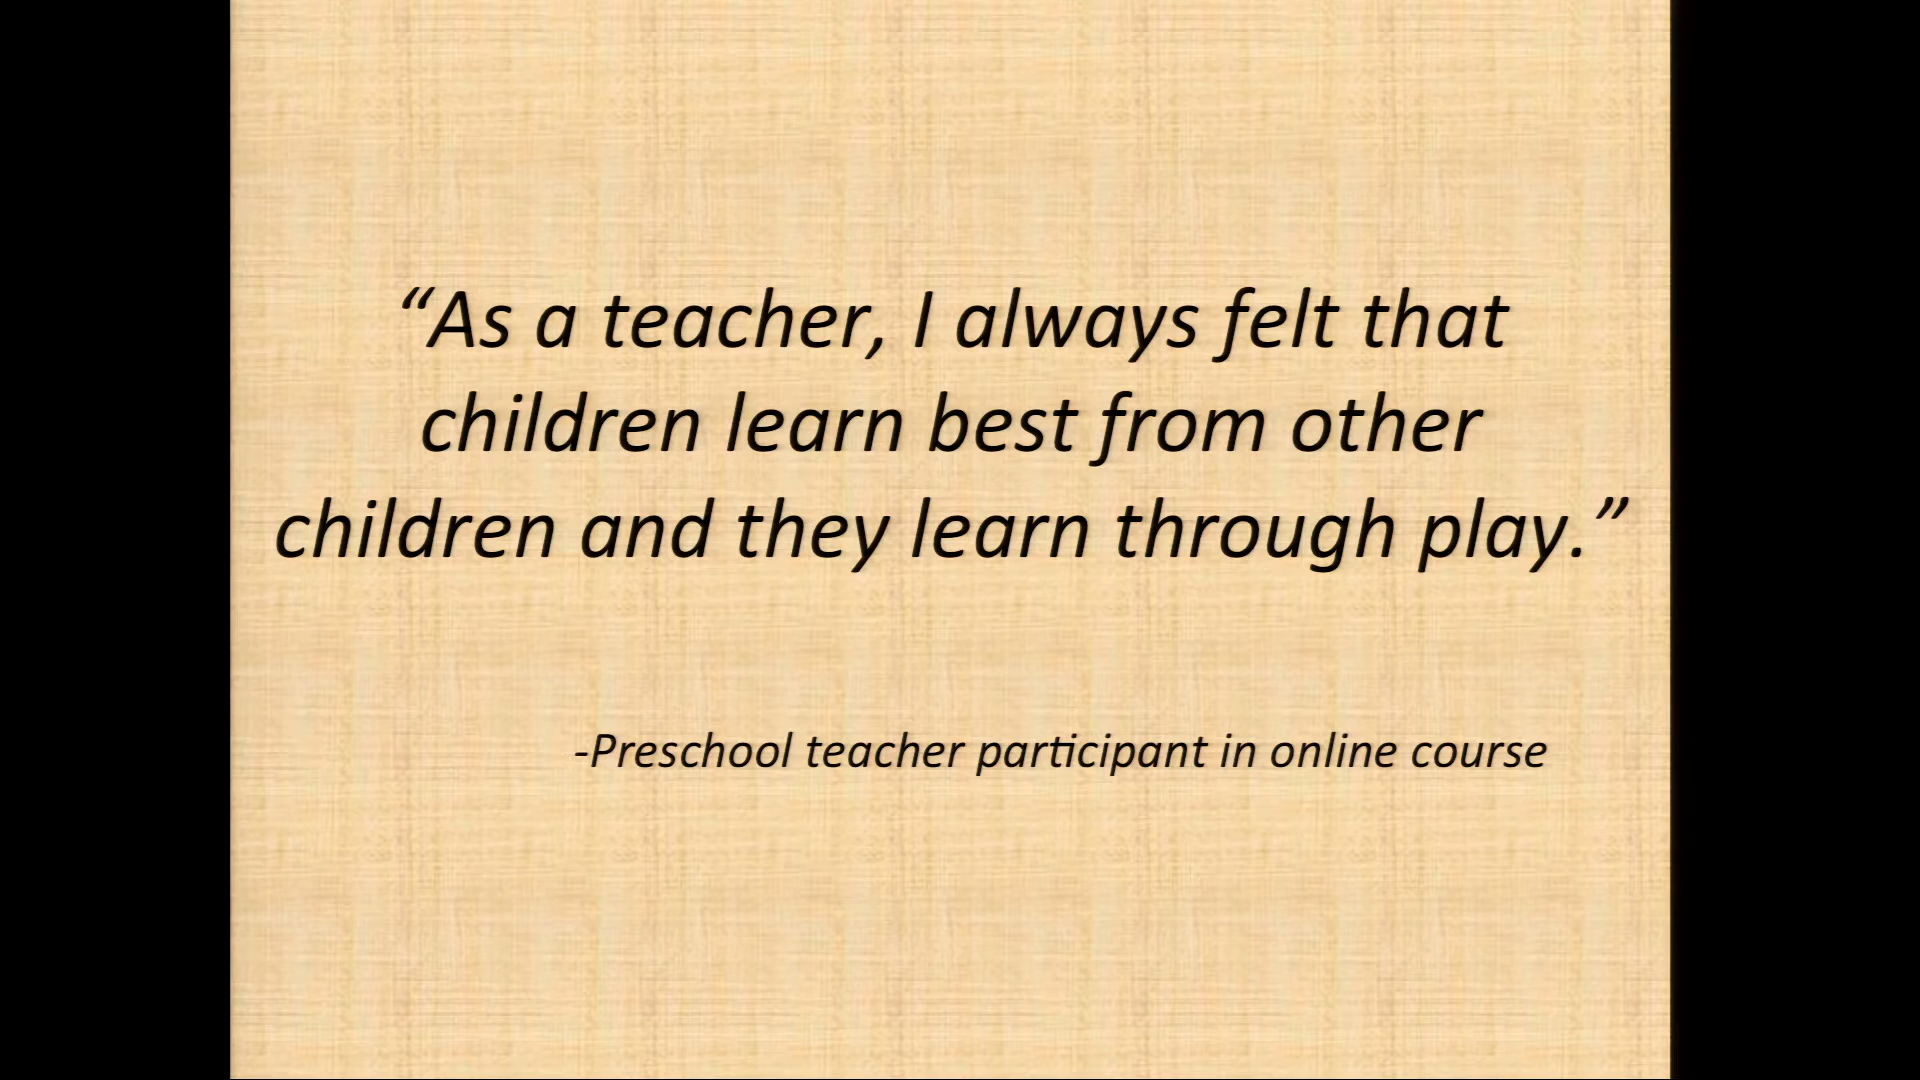 “As a teacher, I always felt that
children learn best from other
children and they learn through play.”
-Preschool teacher participant in online course